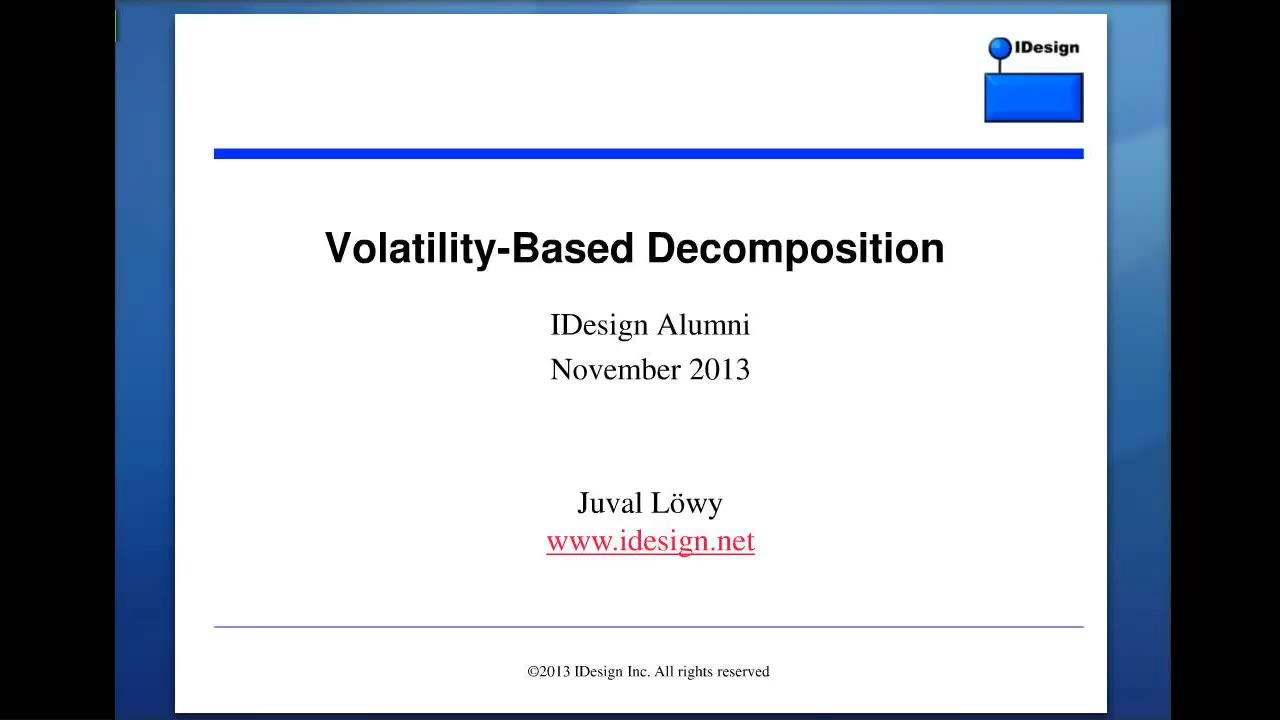 IDesign
Volatility-Based Decomposition
IDesign Alumni
November 2013
Juval Löwy
www.idesign.net
©2013 IDesign Inc. All rights reserved